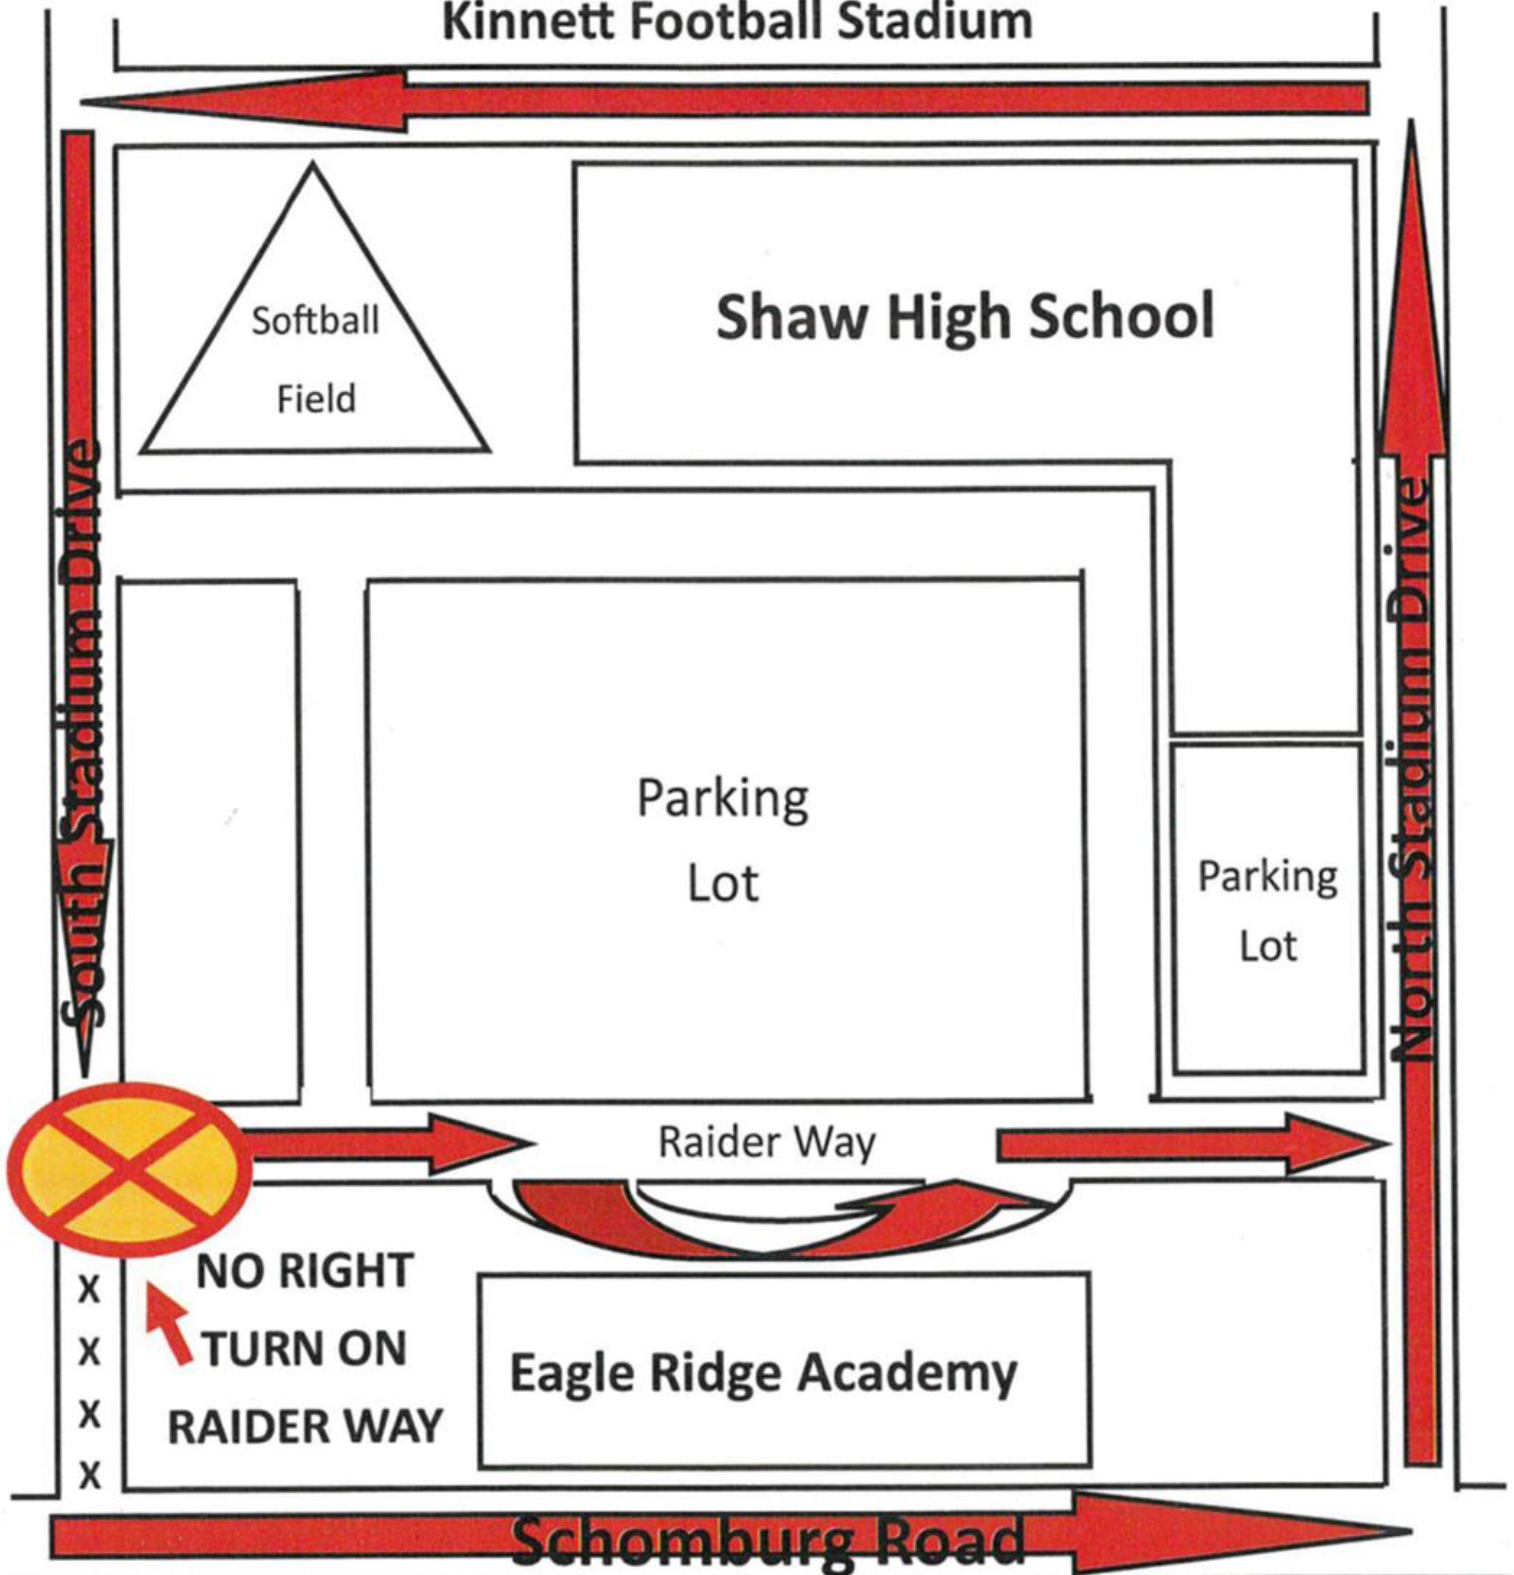 Kinnett Football Stadium
Softball
Field
Shaw High School
South Stadium Drive
North Stadium Drive
Parking
Lot
Parking
Lot
Raider Way
NO RIGHT
TURN ON
RAIDER WAY
X
X
X
X
Eagle Ridge Academy
Schomburg Road